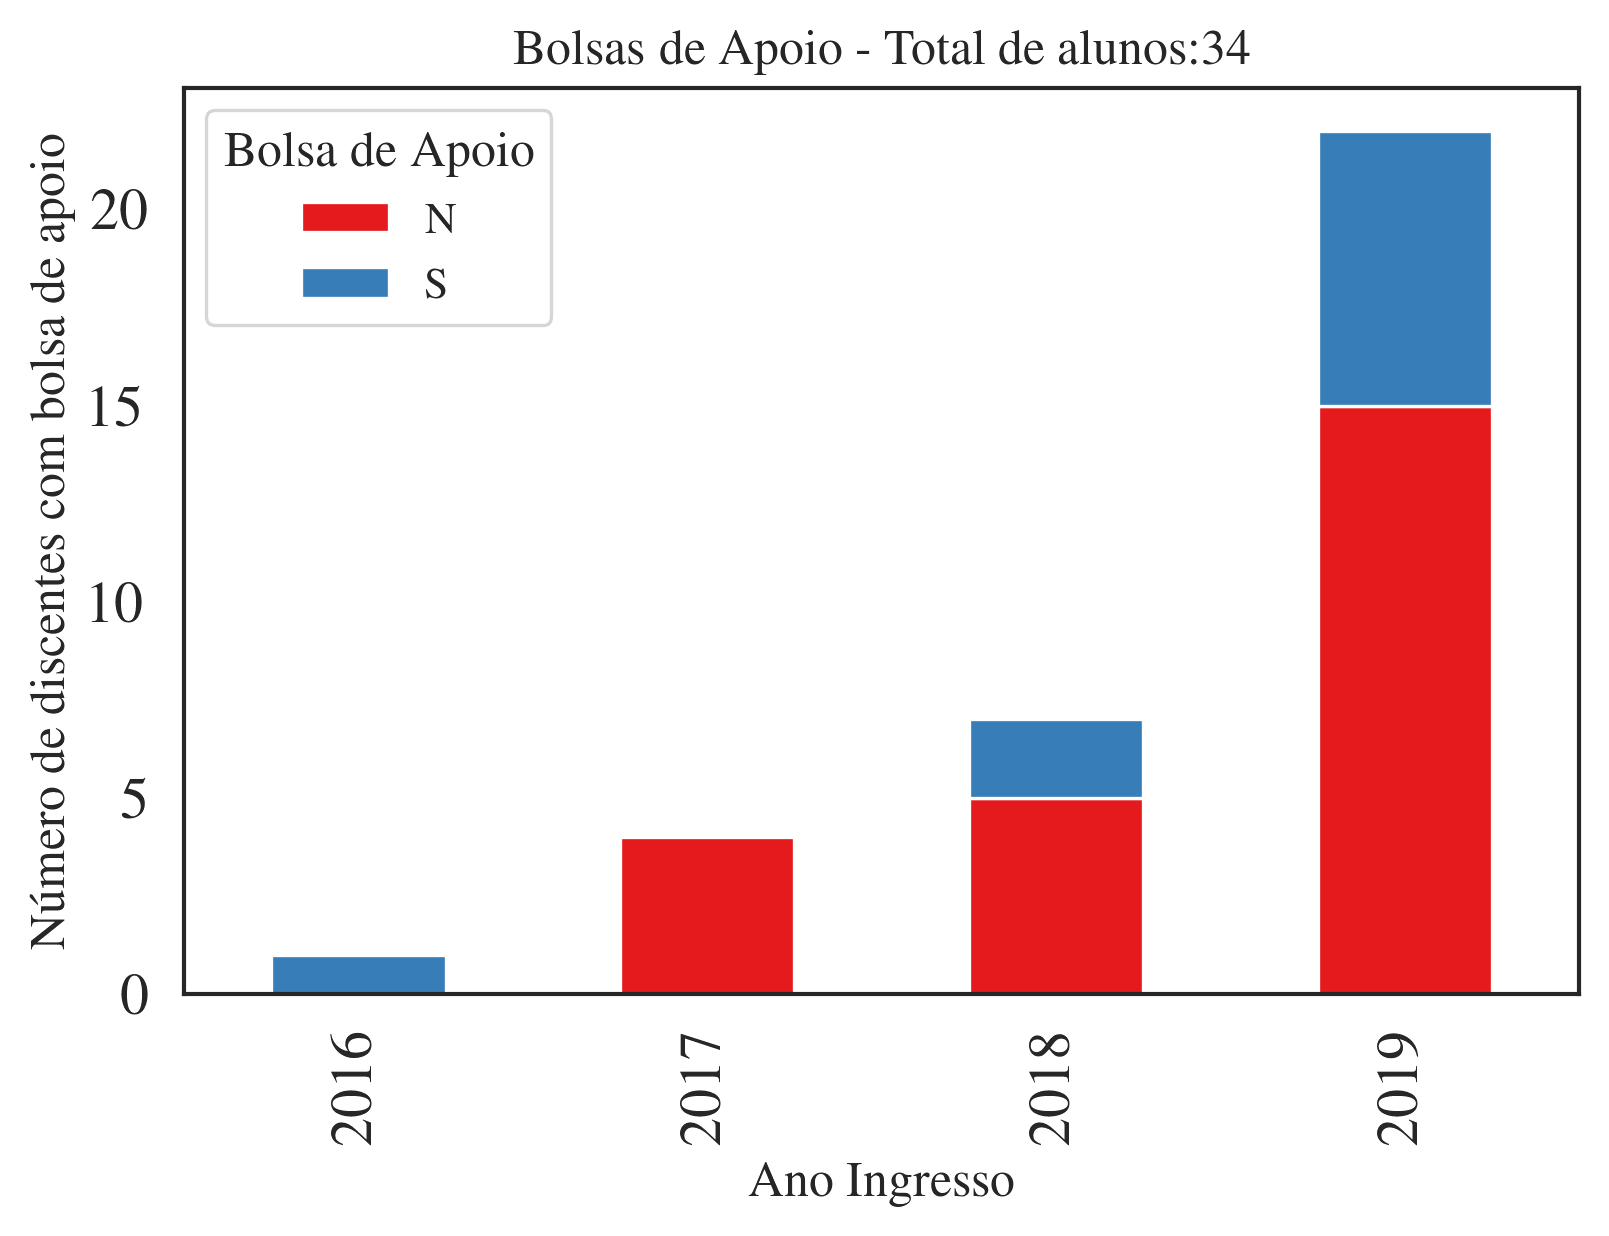 Bolsas de Apoio - Total de alunos:34
Bolsa de Apoio
N
S
Número de discentes com bolsa de apoio
20
15
10
5
0
2016
2017
2018
2019
Ano Ingresso